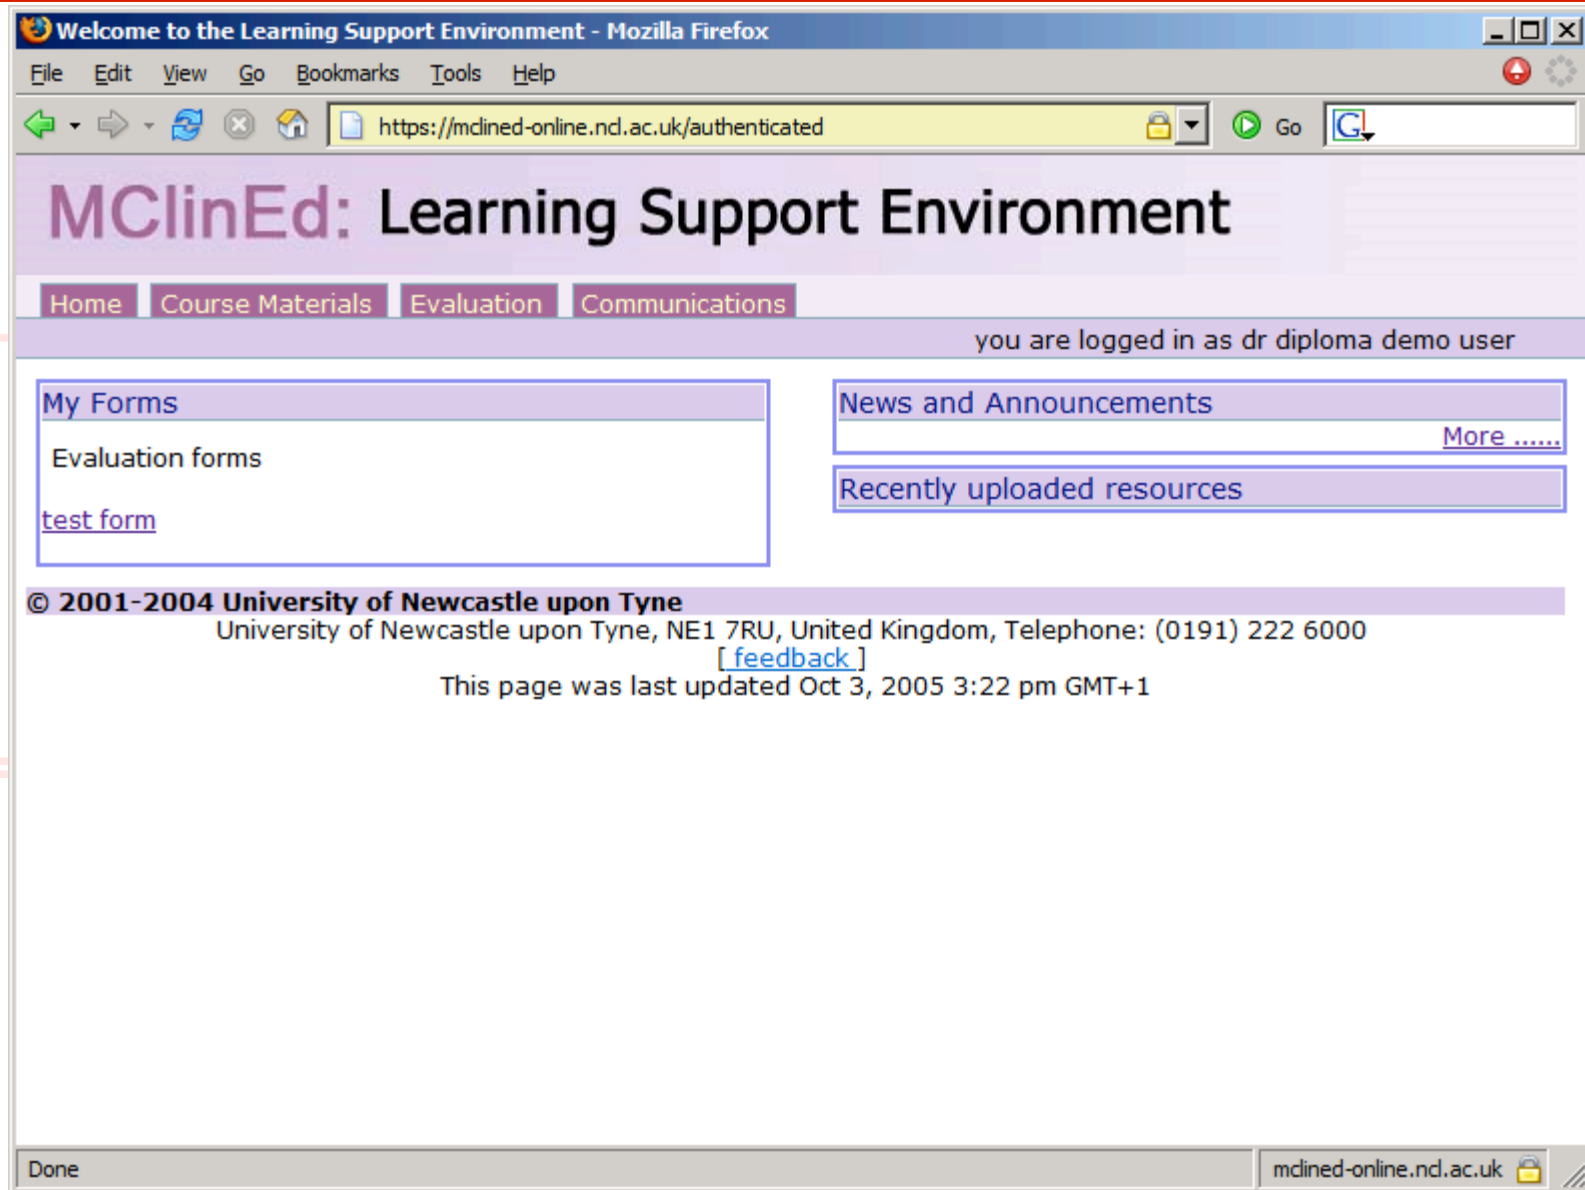 Welcome to the Learning Support Environment - Mozilla Firefox
File Edit View Go Bookmarks Tools Help
https://mclined-online.ncl.ac.uk/authenticated Go G
MClinEd: Learning Support Environment
Home Course Materials Evaluation Communications
you are logged in as dr diploma demo user
My Forms
Evaluation forms
test form
News and Announcements
More ......
Recently uploaded resources
© 2001-2004 University of Newcastle upon Tyne
University of Newcastle upon Tyne, NE1 7RU, United Kingdom, Telephone: (0191) 222 6000
[ feedback ]
This page was last updated Oct 3, 2005 3:22 pm GMT+1
Done mclined-online.ncl.ac.uk